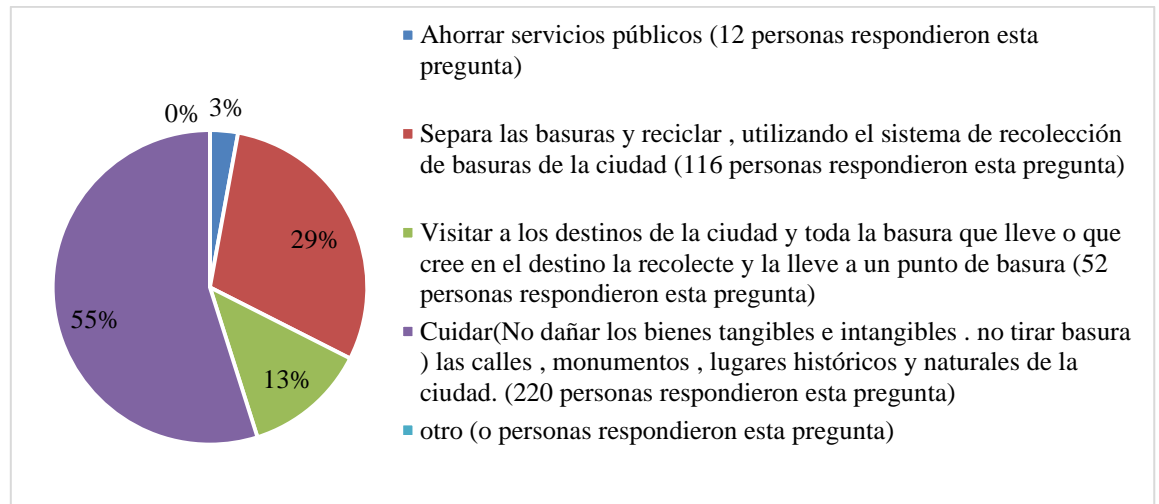 0%
3%
29%
13%
55%
Ahorrar servicios públicos (12 personas respondieron esta
pregunta)
Separa las basuras y reciclar , utilizando el sistema de recolección
de basuras de la ciudad (116 personas respondieron esta pregunta)
Visitar a los destinos de la ciudad y toda la basura que lleve o que
cree en el destino la recolecte y la lleve a un punto de basura (52
personas respondieron esta pregunta)
Cuidar(No dañar los bienes tangibles e intangibles . no tirar basura
) las calles , monumentos , lugares históricos y naturales de la
ciudad. (220 personas respondieron esta pregunta)
otro (o personas respondieron esta pregunta)